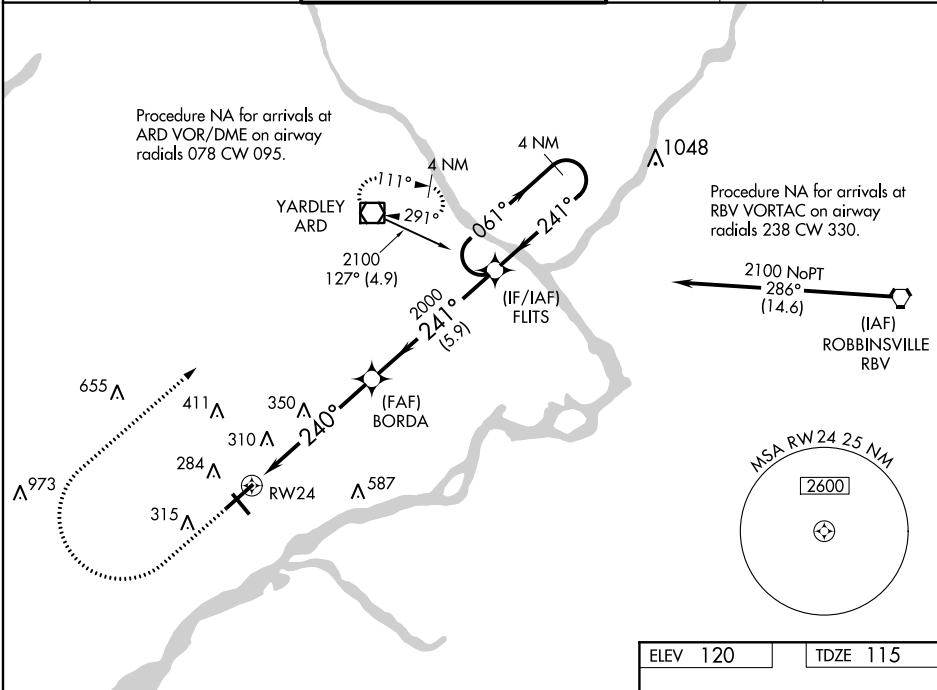 Procedure NA for arrivals at
ARD VOR/DME on airway
radials 078 CW 095.
4 NM
4 NM
1048
111°
291°
YARDLEY
ARD
061°
241°
Procedure NA for arrivals at
RBV VORTAC on airway
radials 238 CW 330.
2100
127° (4.9)
2100 NoPT
286°
(14.6)
(IF/IAF)
FLITS
2000
241°
(5.9)
(IAF)
ROBBINSVILLE
RBV
655
411
350
(FAF)
BORDA
240°
310
284
973
RW24
587
315
MSA RW24 25 NM
2600
ELEV 120
TDZE 115